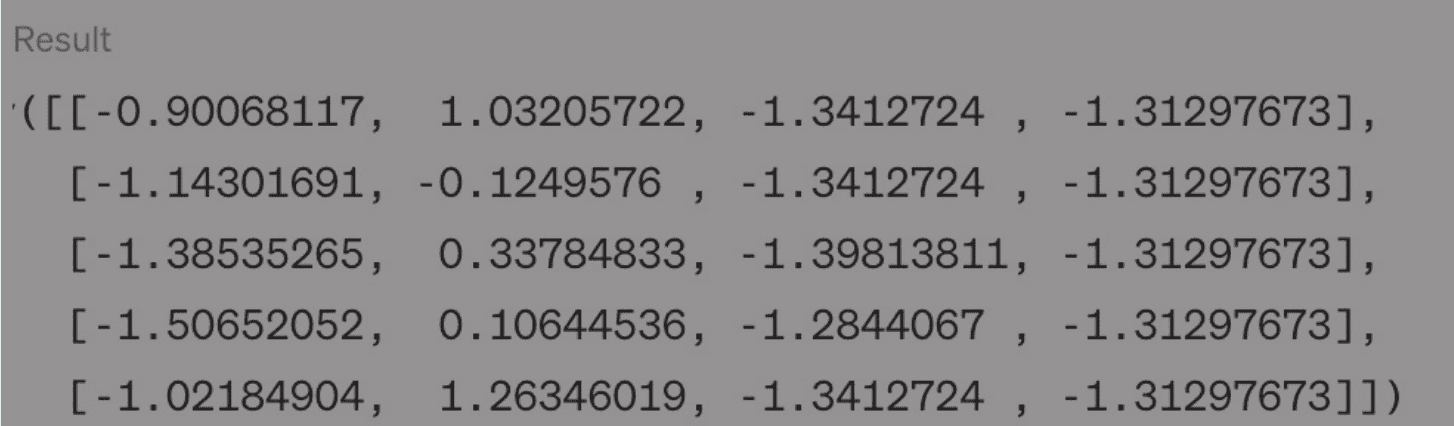 Result
([[-0.90068117,  1.03205722, -1.3412724 , -1.31297673],
[-1.14301691, -0.1249576 , -1.3412724 , -1.31297673],
[-1.38535265,  0.33784833, -1.39813811, -1.31297673],
[-1.50652052,  0.10644536, -1.2844067 , -1.31297673],
[-1.02184904,  1.26346019, -1.3412724 , -1.31297673]])